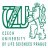 CZECH
UNIVERSITY
OF LIFE SCIENCES PRAGUE